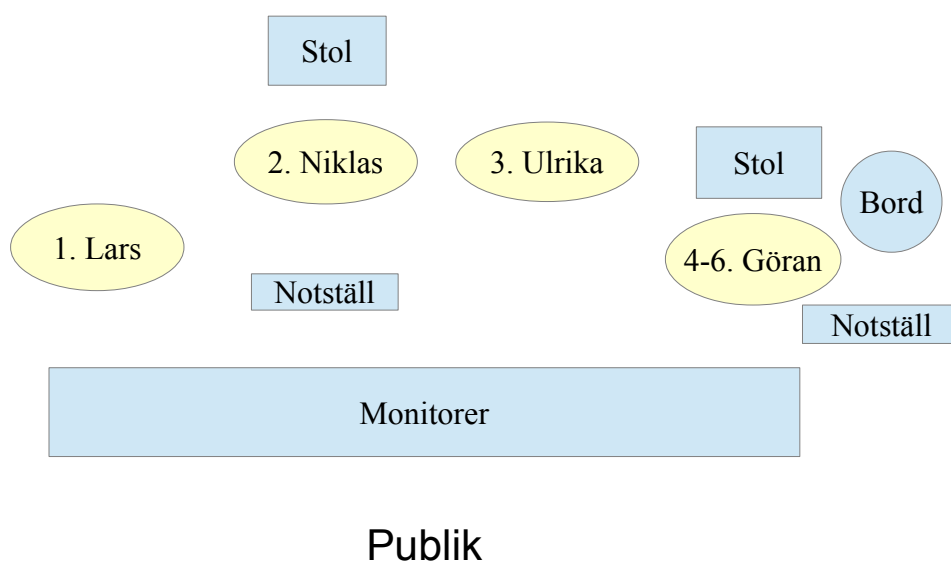 Stol
2. Niklas
3. Ulrika
Stol
Bord
1. Lars
4-6. Göran
Notställ
Notställ
Monitorer
Publik